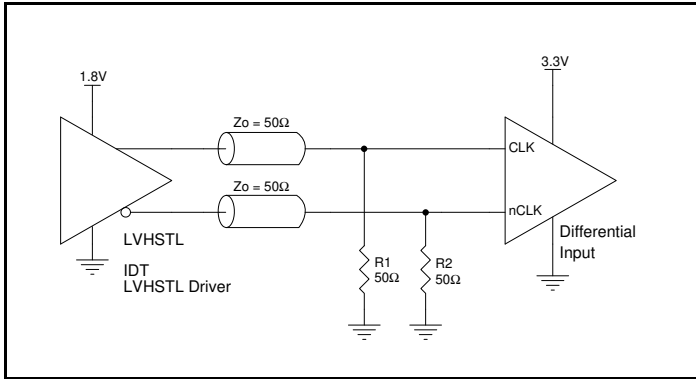 1.8V
3.3V
Zo = 50Ω
CLK
Zo = 50Ω
nCLK
LVHSTL
IDT
LVHSTL Driver
R1
50Ω
R2
50Ω
Differential
Input